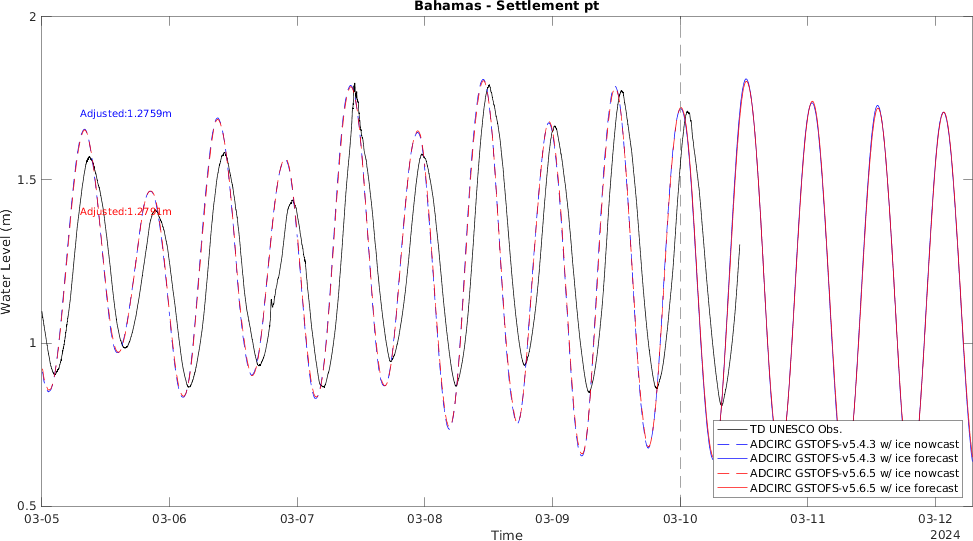 Bahamas - Settlement pt
2
1.5
1
0.5
Water Level (m)
Adjusted:1.2759m
Adjusted:1.2791m
TD UNESCO Obs.
ADCIRC GSTOFS-v5.4.3 w/ ice nowcast
ADCIRC GSTOFS-v5.4.3 w/ ice forecast
ADCIRC GSTOFS-v5.6.5 w/ ice nowcast
ADCIRC GSTOFS-v5.6.5 w/ ice forecast
03-05 03-06 03-07 03-08 03-09 03-10 03-11 03-12
Time 2024